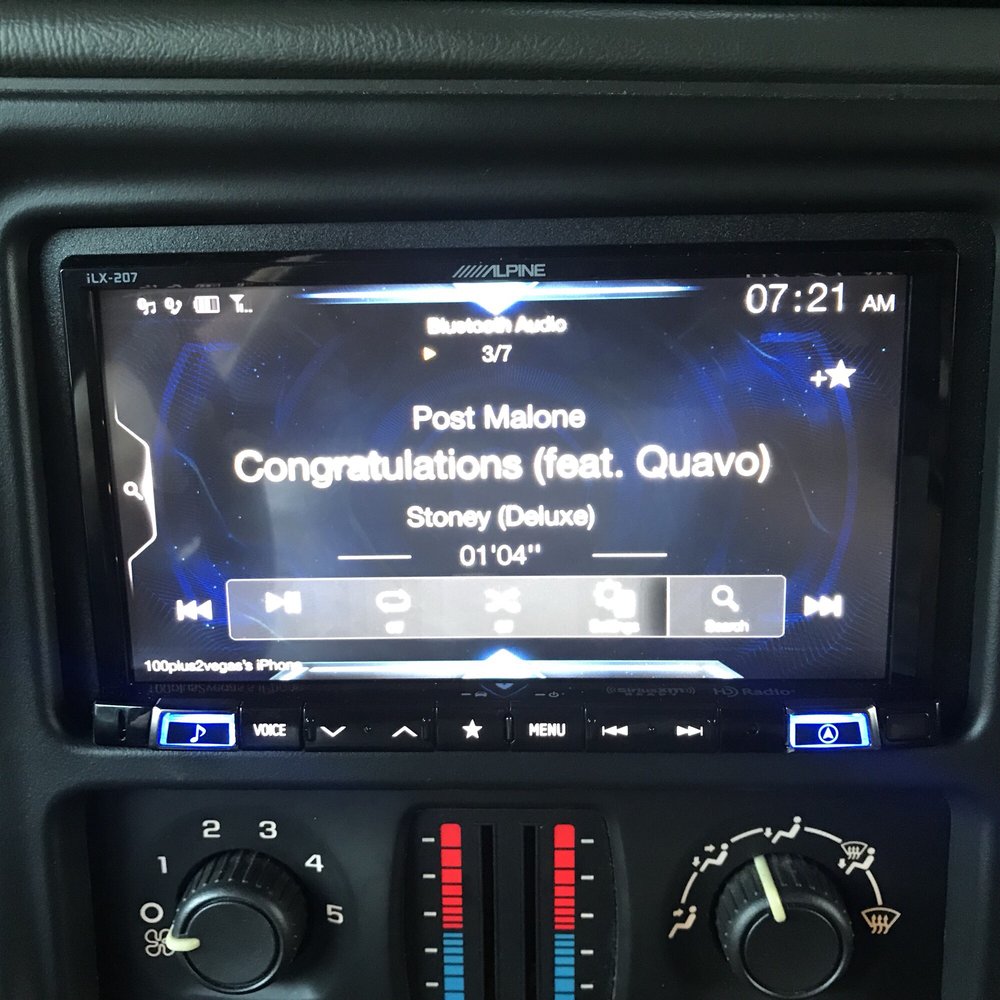 iLX-207
ALPINE
07:21 AM
Bluetooth Audio
3/7
Post Malone
Congratulations (feat. Quavo)
Stoney (Deluxe)
01'04''
Settings
Search
100plus2vegas's iPhone
SiriusXM HD Radio
VOICE MENU
2 3
1 4
O 5